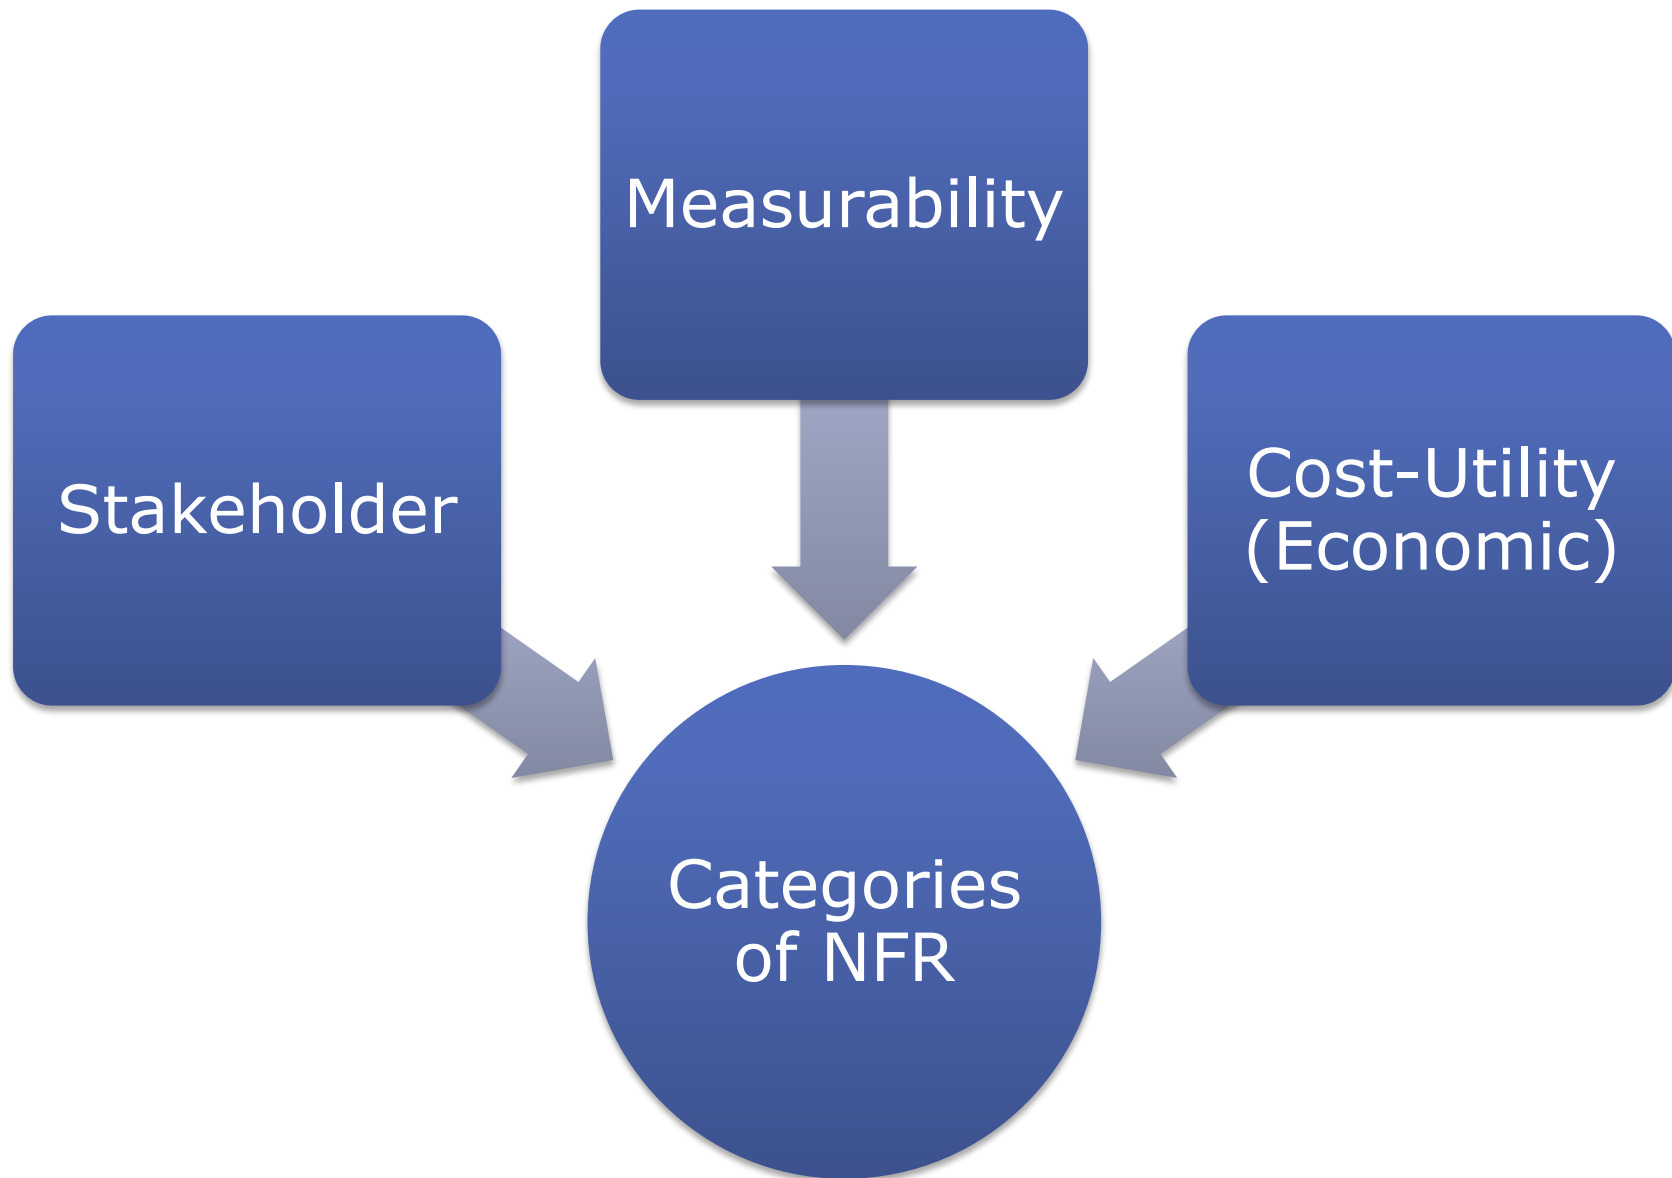 Measurability
Stakeholder
Cost-Utility
(Economic)
Categories
of NFR